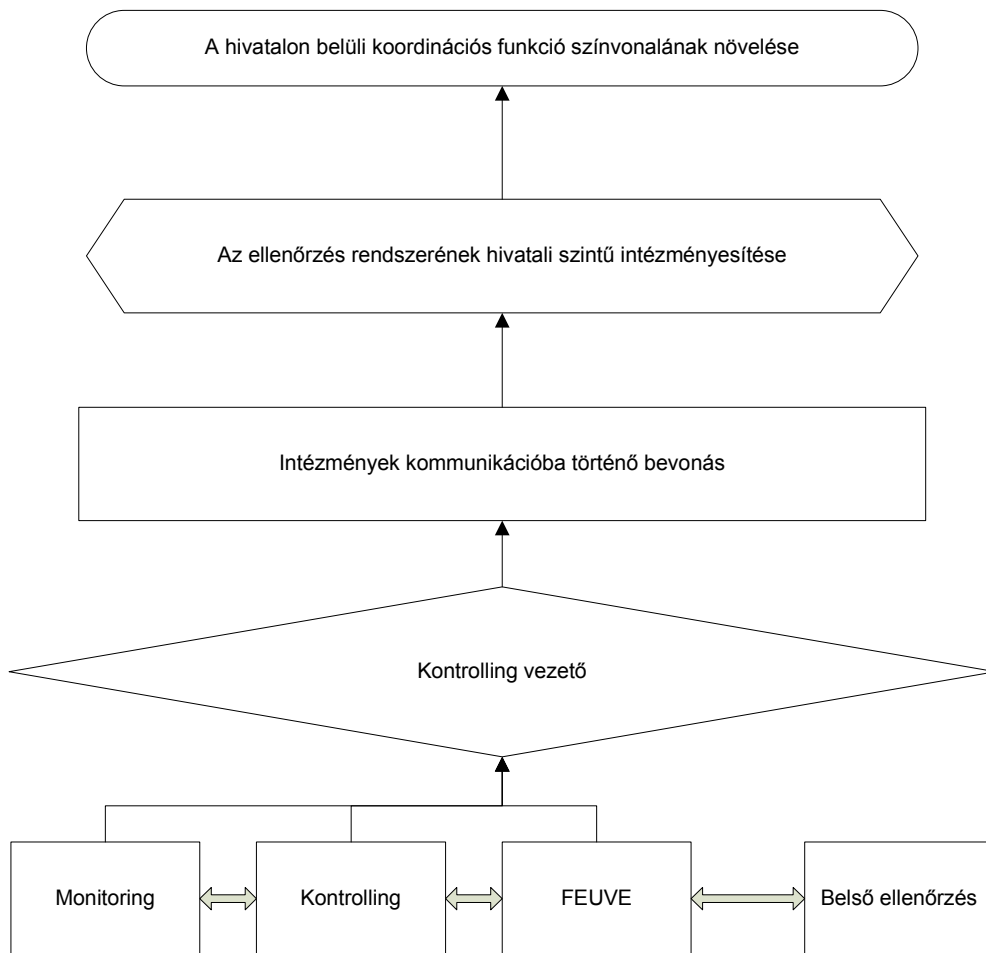 A hivatalon belüli koordinációs funkció színvonalának növelése
Az ellenőrzés rendszerének hivatali szintű intézményesítése
Intézmények kommunikációba történő bevonás
Kontrolling vezető
Monitoring
Kontrolling
FEUVE
Belső ellenőrzés